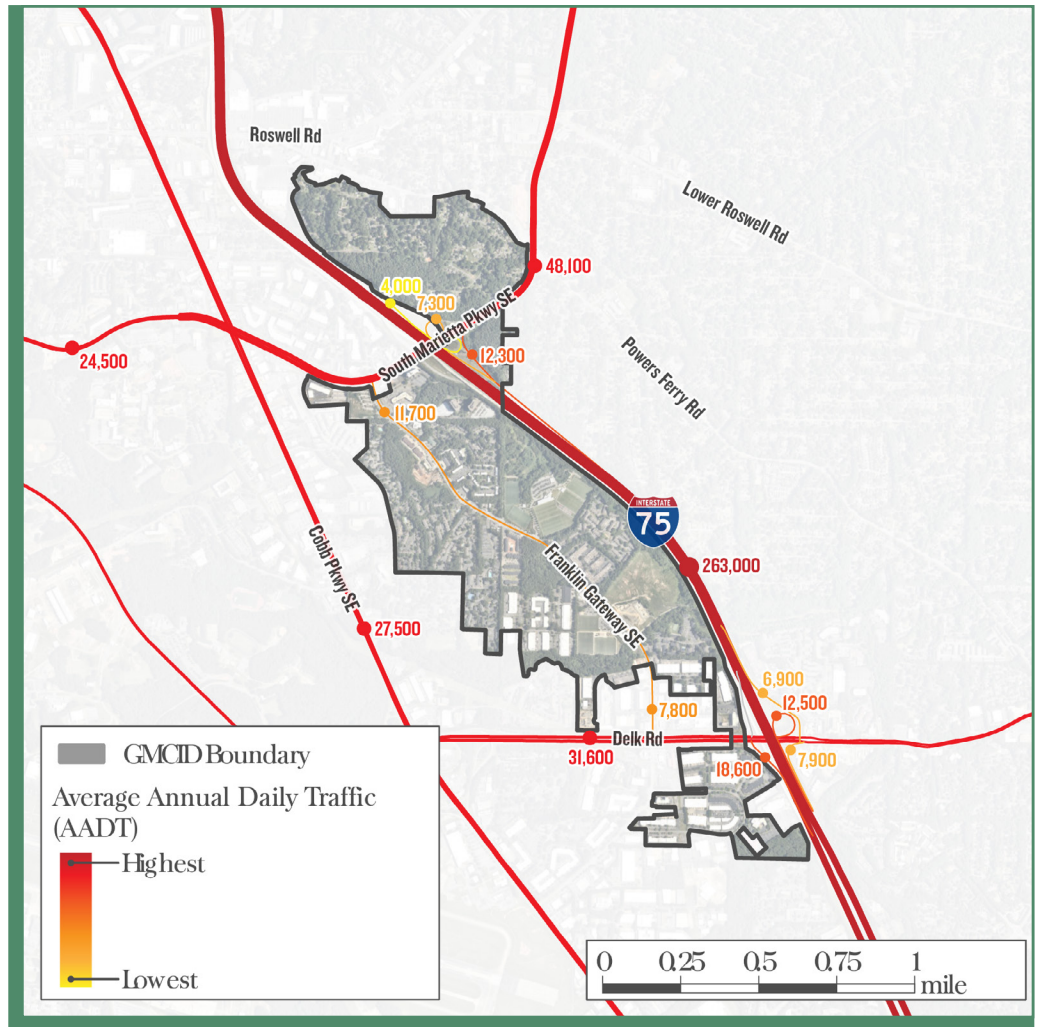 Roswell Rd
Lower Roswell Rd
48,100
4,000
7,300
South Marietta Pkwy SE
24,500
12,300
Powers Ferry Rd
11,700
INTERSTATE
75
263,000
Cobb Pkwy SE
Franklin Gateway SE
27,500
6,900
12,500
7,800
Delk Rd
31,600
18,600
7,900
GMCID Boundary
Average Annual Daily Traffic
(AADT)
Highest
Lowest
0 0.25 0.5 0.75 1
mile